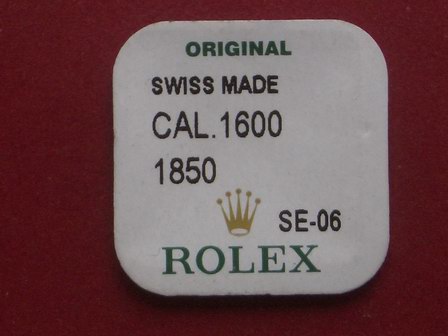 ORIGINAL
SWISS MADE
CAL.1600
1850
SE-06
ROLEX